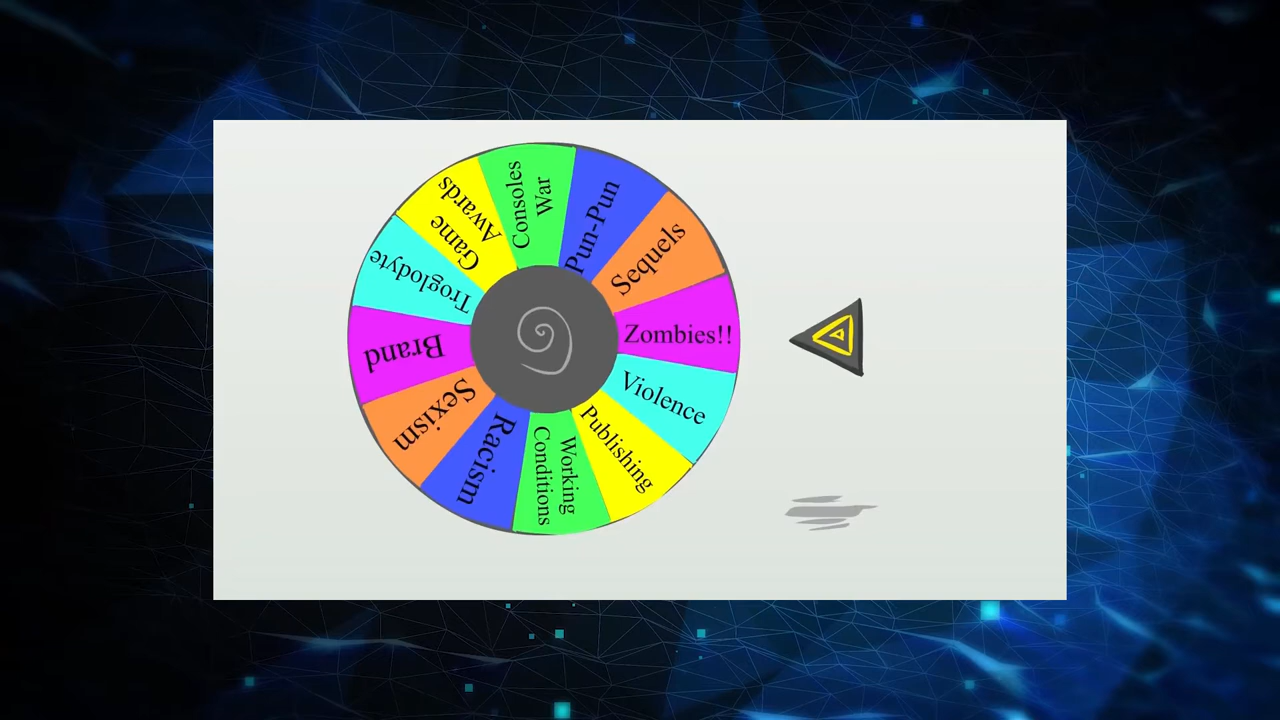 Consoles
War
Pun-Pun
Sequels
Zombies!!
Violence
Publishing
Working
Conditions
Racism
Sexism
Brand
Troglodyte
Game
Awards